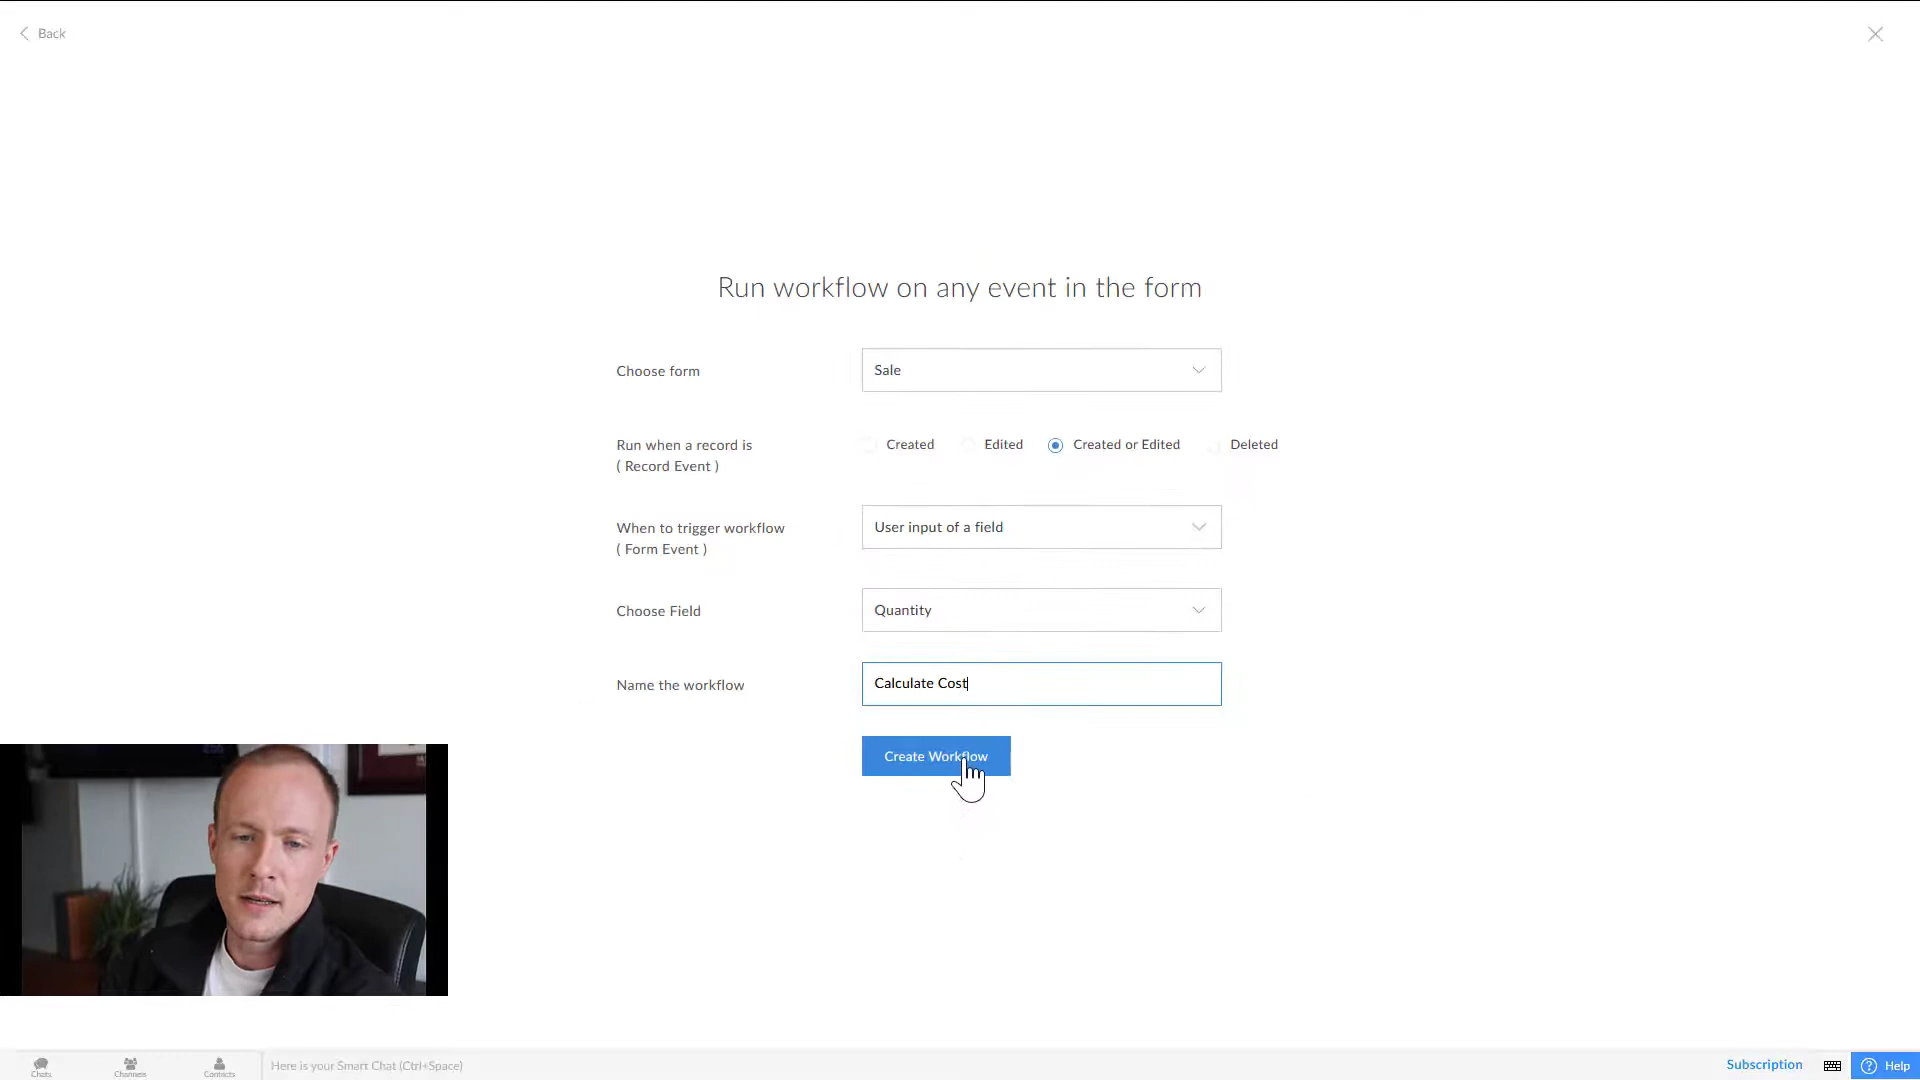 Back
Run workflow on any event in the form
Choose form
Sale
Run when a record is
( Record Event )
Created
Edited
Created or Edited
Deleted
When to trigger workflow
( Form Event )
User input of a field
Choose Field
Quantity
Name the workflow
Calculate Cost
Create Workflow
Chats
Channels
Contacts
Here is your Smart Chat (Ctrl+Space)
Subscription
Help